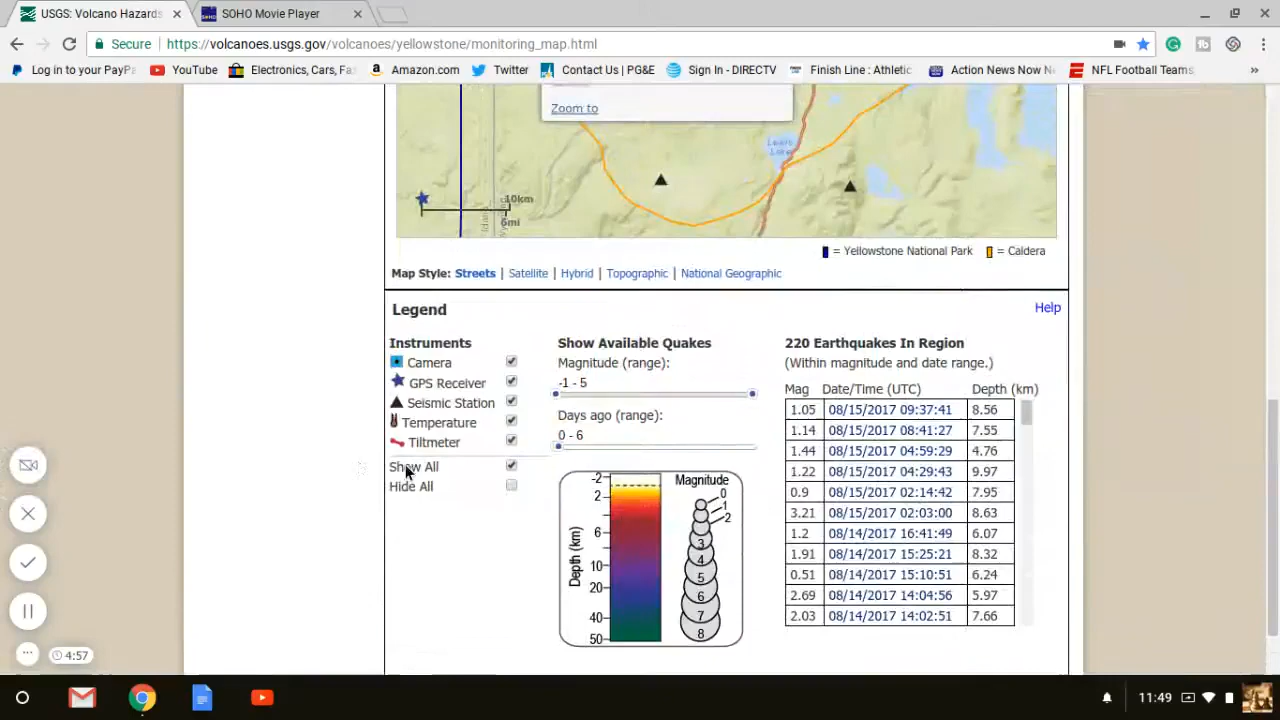 USGS: Volcano Hazards
SOHO Movie Player
Secure
https://volcanoes.usgs.gov/volcanoes/yellowstone/monitoring_map.html
Log in to your PayPa
YouTube
Electronics, Cars, Fa
Amazon.com
Twitter
Contact Us | PG&E
Sign In - DIRECTV
Finish Line : Athletic
Action News Now N
NFL Football Teams
»
Zoom to
Lewis
Lake
10km
6mi
Idaho
= Yellowstone National Park
= Caldera
Map Style: Streets | Satellite | Hybrid | Topographic | National Geographic
Legend
Help
Instruments
Camera
GPS Receiver
Seismic Station
Temperature
Tiltmeter
Show All
Hide All
Show Available Quakes
Magnitude (range):
-1 - 5
Days ago (range):
0 - 6
Depth (km)
-2
2
6
10
20
40
50
Magnitude
0
1
2
3
4
5
6
7
8
220 Earthquakes In Region
(Within magnitude and date range.)
Mag Date/Time (UTC) Depth (km)
1.05 08/15/2017 09:37:41 8.56
1.14 08/15/2017 08:41:27 7.55
1.44 08/15/2017 04:59:29 4.76
1.22 08/15/2017 04:29:43 9.97
0.9 08/15/2017 02:14:42 7.95
3.21 08/15/2017 02:03:00 8.63
1.2 08/14/2017 16:41:49 6.07
1.91 08/14/2017 15:25:21 8.32
0.51 08/14/2017 15:10:51 6.24
2.69 08/14/2017 14:04:56 5.97
2.03 08/14/2017 14:02:51 7.66
4:57
11:49